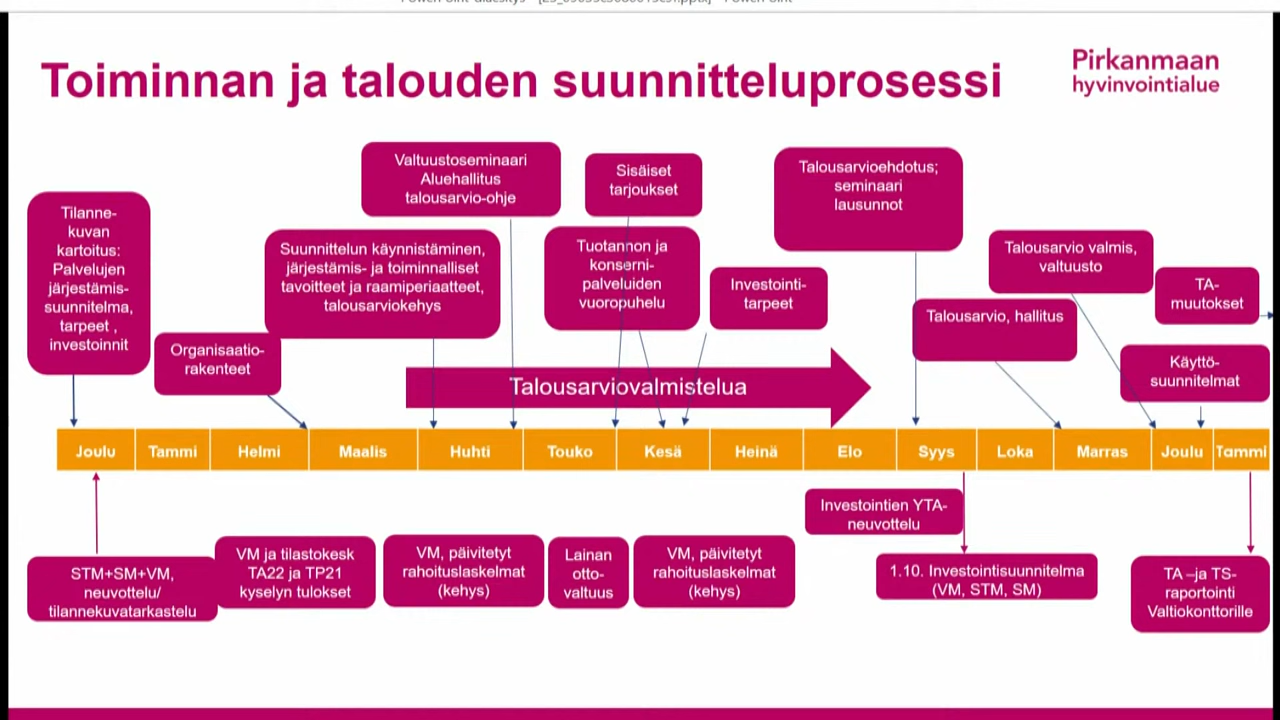 Toiminnan ja talouden suunnitteluprosessi
Pirkanmaan
hyvinvointialue
Tilanne-
kuvan
kartoitus:
Palvelujen
järjestämis-
suunnitelma,
tarpeet ,
investoinnit
Organisaatio-
rakenteet
Suunnittelun käynnistäminen,
järjestämis- ja toiminnalliset
tavoitteet ja raamiperiaatteet,
talousarviokehys
Valtuustoseminaari
Aluehallitus
talousarvio-ohje
Sisäiset
tarjoukset
Tuotannon ja
konserni-
palveluiden
vuoropuhelu
Investointi-
tarpeet
Talousarvioehdotus;
seminaari
lausunnot
Talousarvio, hallitus
Talousarvio valmis,
valtuusto
TA-
muutokset
Käyttö-
suunnitelmat
Talousarviovalmistelua
Joulu Tammi Helmi Maalis Huhti Touko Kesä Heinä Elo Syys Loka Marras Joulu Tammi
STM+SM+VM,
neuvottelu/
tilannekuvatarkastelu
VM ja tilastokesk
TA22 ja TP21
kyselyn tulokset
VM, päivitetyt
rahoituslaskelmat
(kehys)
Lainan
otto-
valtuus
VM, päivitetyt
rahoituslaskelmat
(kehys)
Investointien YTA-
neuvottelu
1.10. Investointisuunnitelma
(VM, STM, SM)
TA –ja TS-
raportointi
Valtiokonttorille